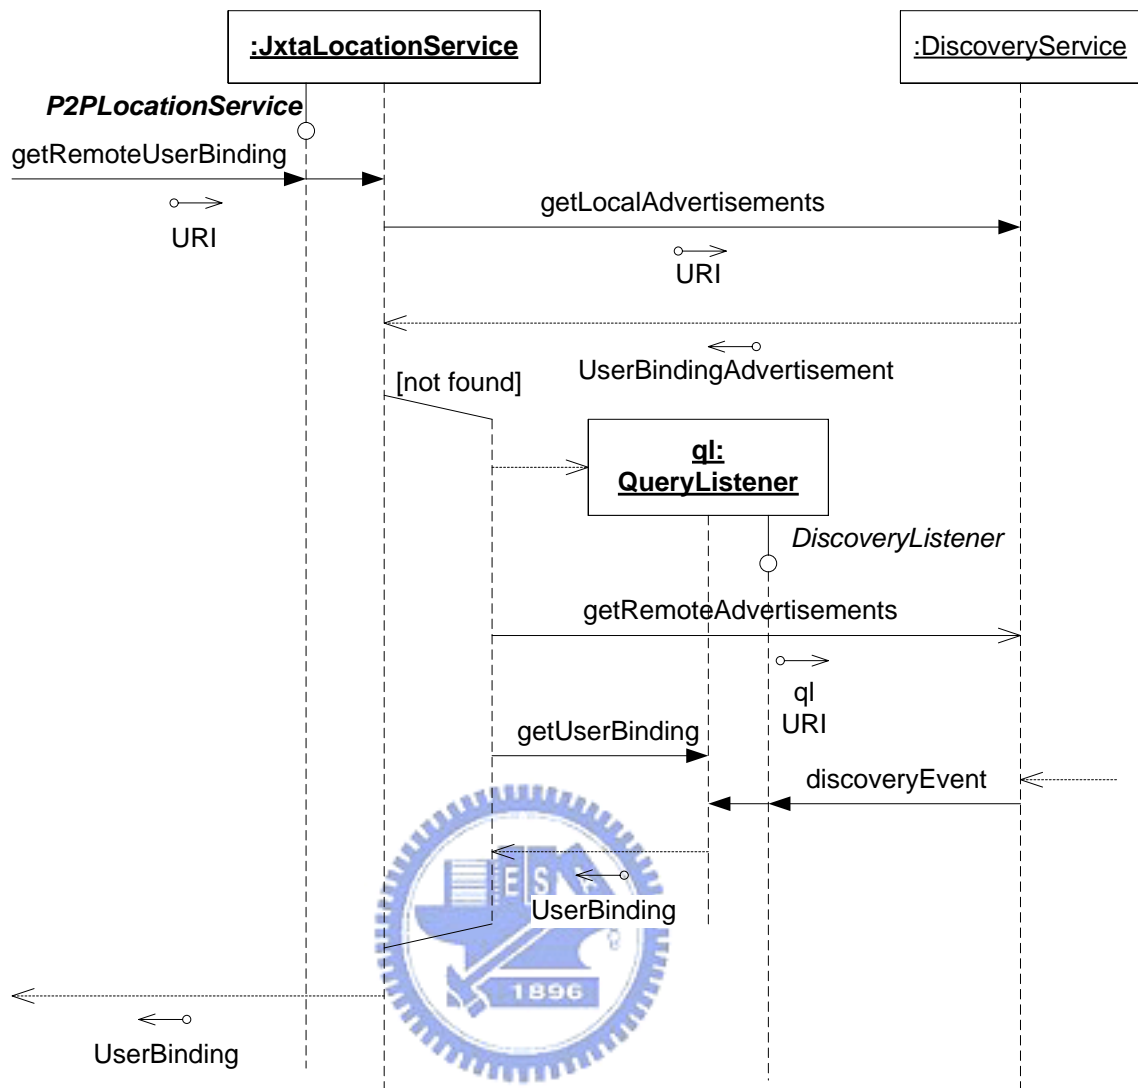 :JxtaLocationService
:DiscoveryService
P2PLocationService
getRemoteUserBinding
URI
getLocalAdvertisements
URI
UserBindingAdvertisement
[not found]
ql:
QueryListener
DiscoveryListener
getRemoteAdvertisements
ql
URI
getUserBinding
discoveryEvent
E S
UserBinding
1896
UserBinding